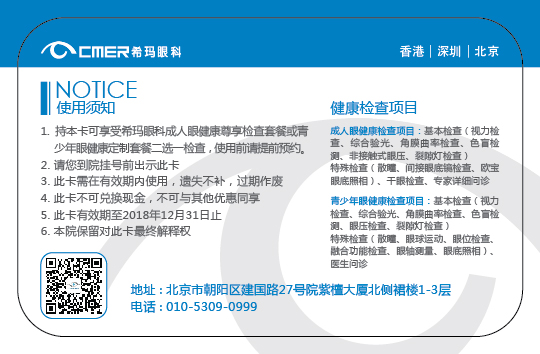 CMER希玛眼科
香港｜深圳｜北京
NOTICE
使用须知
1. 持本卡可享受希玛眼科成人眼健康尊享检查套餐或青
少年眼健康定制套餐二选一检查，使用前请提前预约。
2. 请您到院挂号前出示此卡
3. 此卡需在有效期内使用，遗失不补，过期作废
4. 此卡不可兑换现金，不可与其他优惠同享
5. 此卡有效期至2018年12月31日止
6. 本院保留对此卡最终解释权
健康检查项目
成人眼健康检查项目：基本检查（视力检
查、综合验光、角膜曲率检查、色盲检
测、非接触式眼压、裂隙灯检查）
特殊检查（散瞳、间接眼底镜检查、欧宝
眼底照相）、干眼检查、专家详细问诊
青少年眼健康检查项目：基本检查（视力
检查、综合验光、角膜曲率检查、色盲检
测、眼压检查、裂隙灯检查）
特殊检查（散瞳、眼球运动、眼位检查、
融合功能检查、眼轴测量、眼底照相）、
医生问诊
地址：北京市朝阳区建国路27号院紫檀大厦北侧裙楼1-3层
电话：010-5309-0999